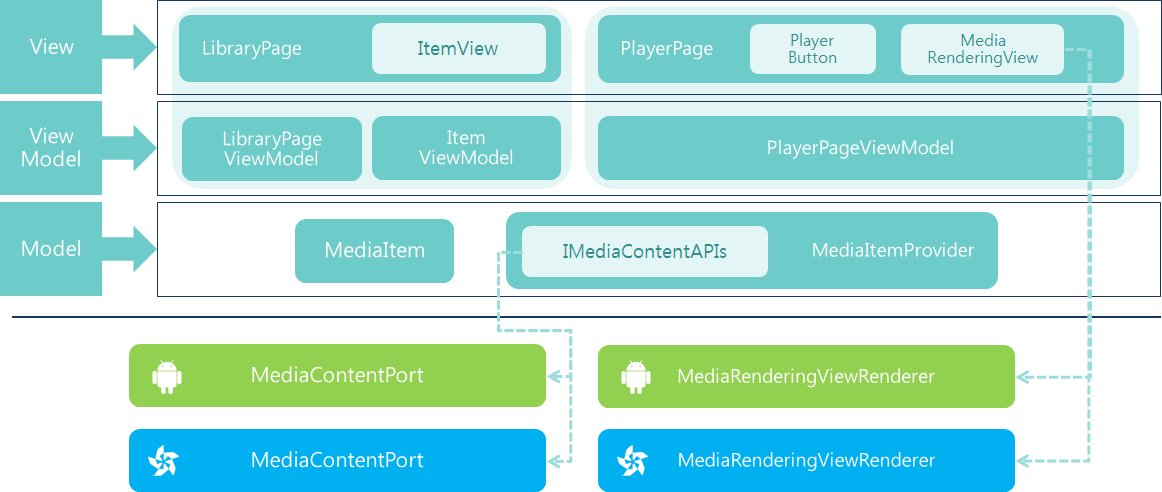 View
LibraryPage
ItemView
PlayerPage
Player
Button
Media
RenderingView
View
Model
LibraryPage
ViewModel
Item
ViewModel
PlayerPageViewModel
Model
MediaItem
IMediaContentAPIs
MediaItemProvider
MediaContentPort
MediaRenderingViewRenderer
MediaContentPort
MediaRenderingViewRenderer